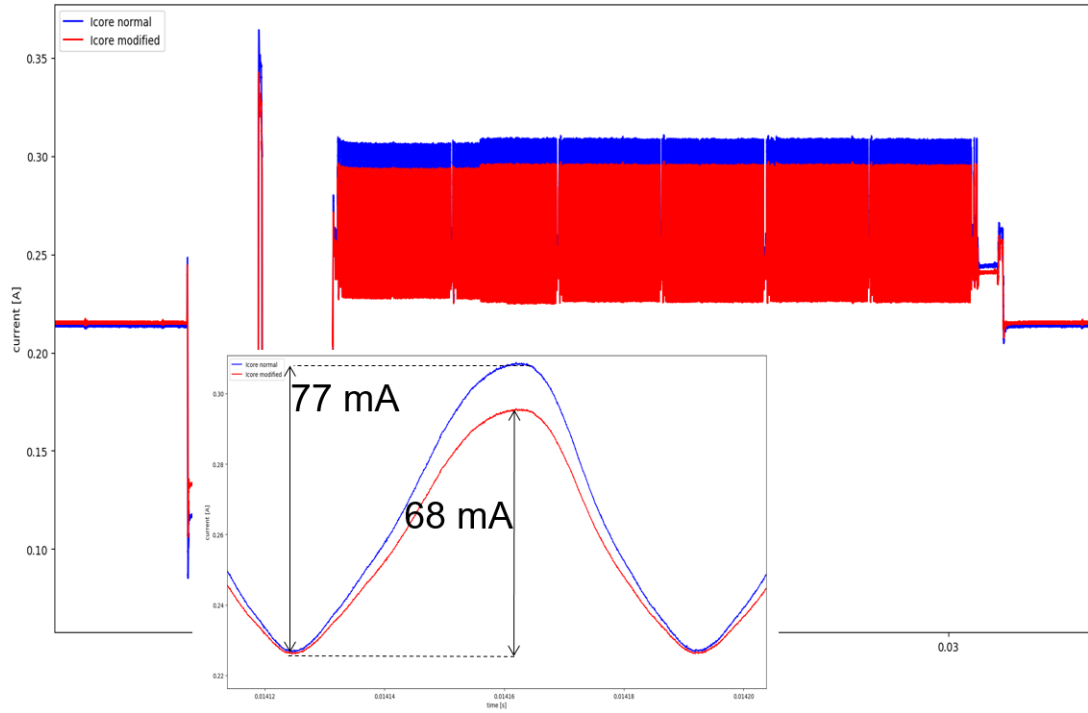 Icore normal
Icore modified
0.35
0.30
0.25
0.20
0.15
0.10
current [A]
0.03
Icore normal
Icore modified
77 mA
68 mA
0.30
0.28
0.26
0.24
0.22
current [A]
0.01412
0.01414
0.01416
0.01418
0.01420
time [s]